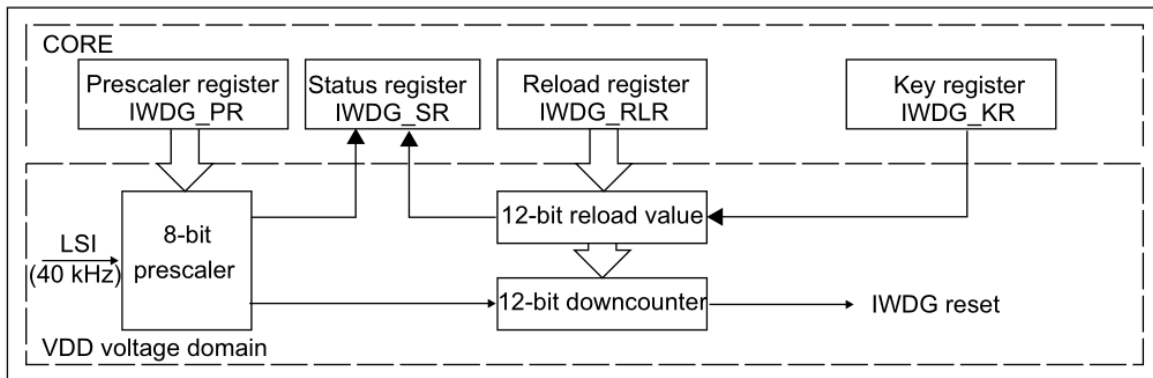 CORE
Prescaler register
IWDG_PR
Status register
IWDG_SR
Reload register
IWDG_RLR
Key register
IWDG_KR
LSI
(40 kHz)
8-bit
prescaler
12-bit reload value
12-bit downcounter
IWDG reset
VDD voltage domain